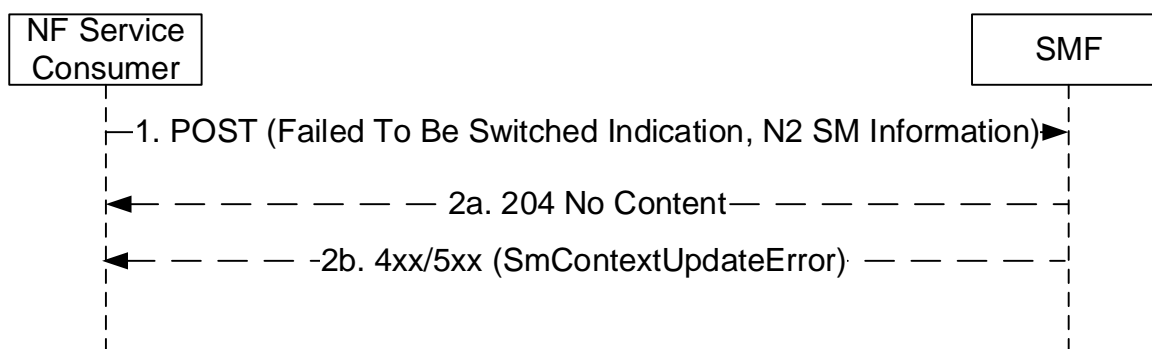 NF Service
Consumer
SMF
1. POST (Failed To Be Switched Indication, N2 SM Information)
2a. 204 No Content
2b. 4xx/5xx (SmContextUpdateError)